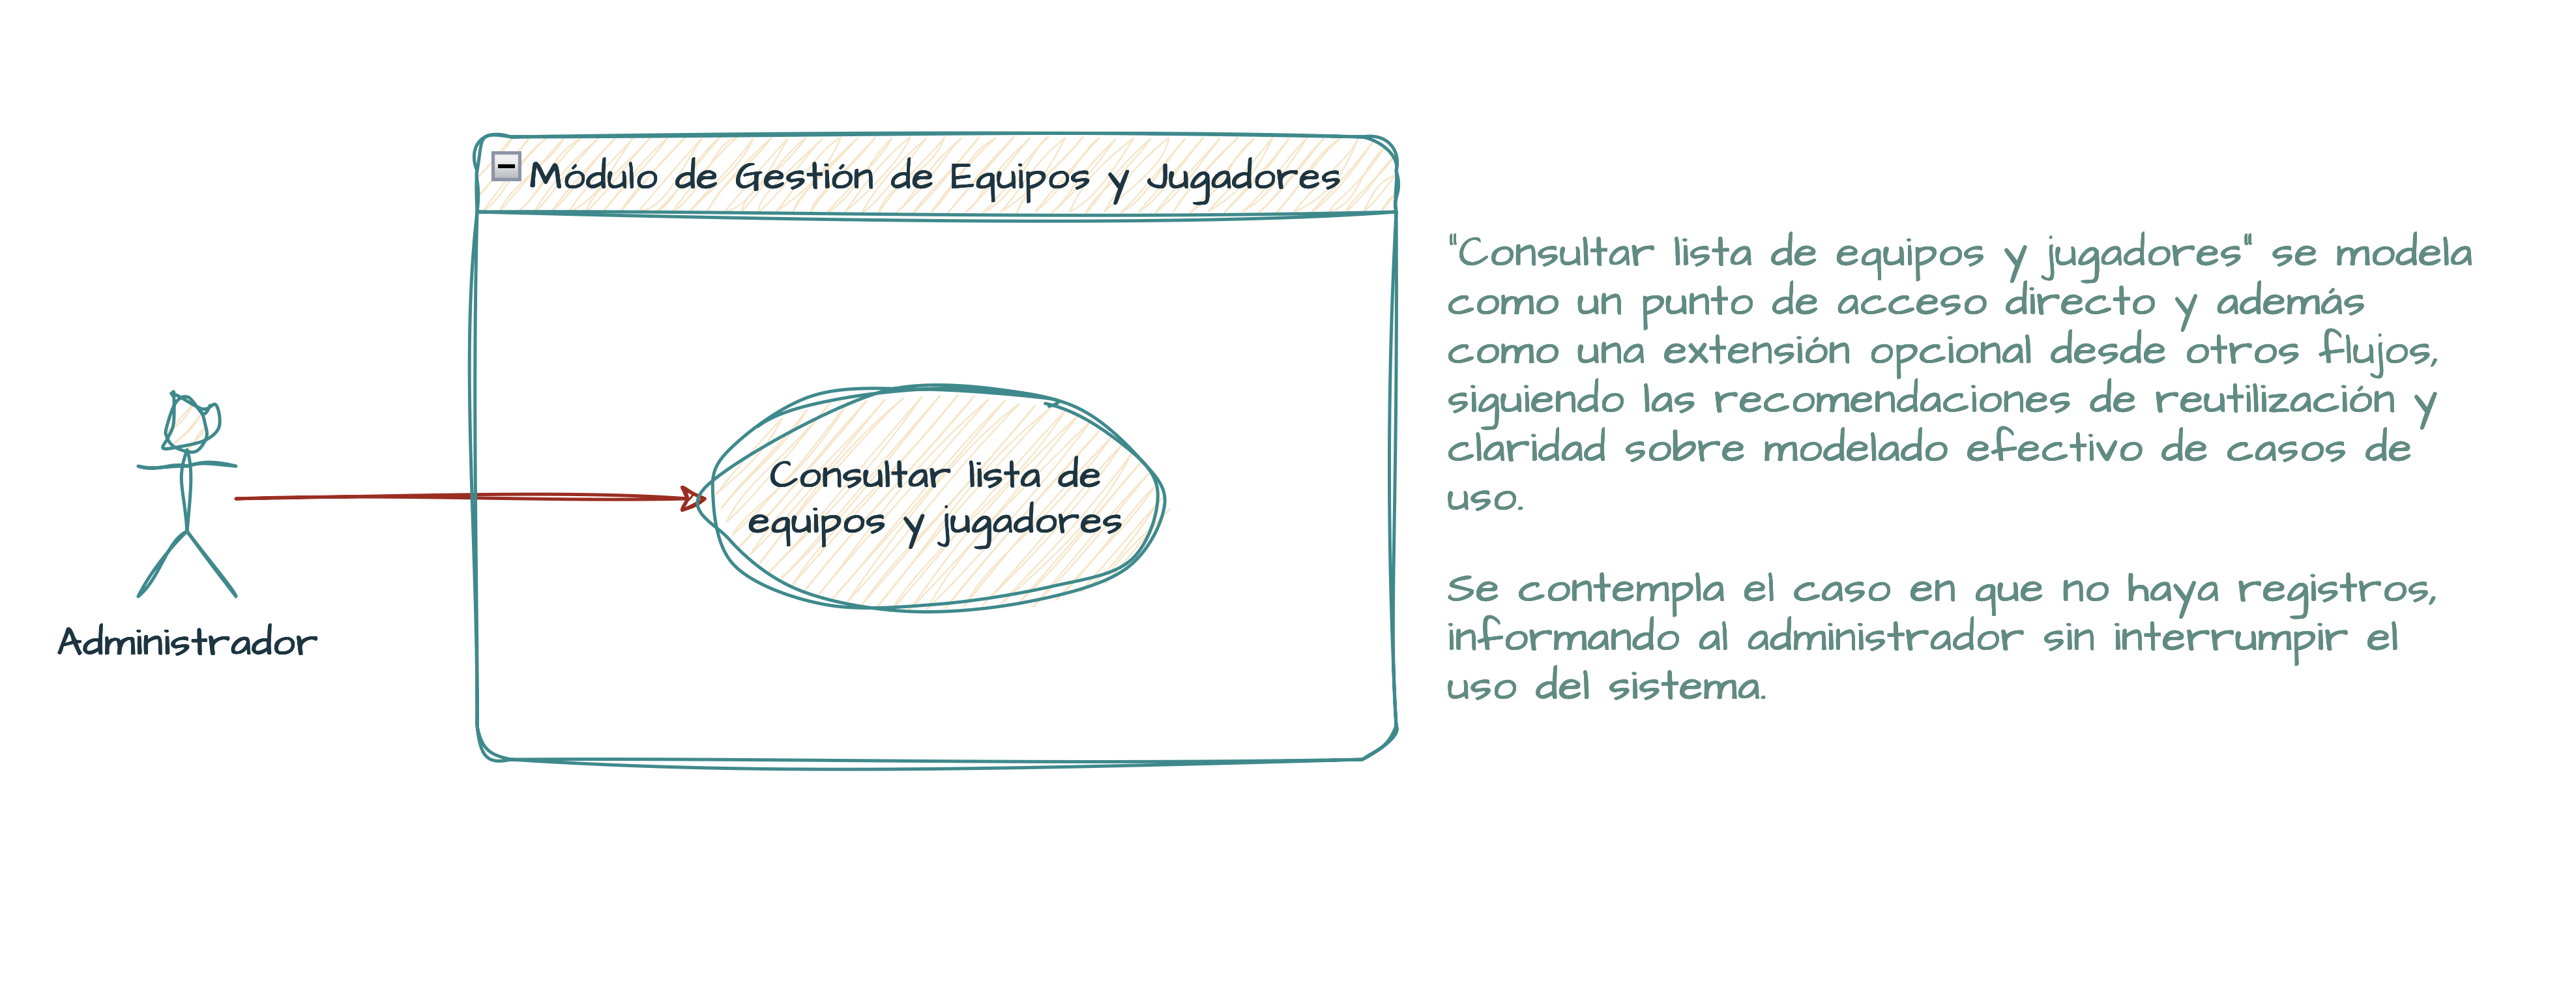 Módulo de Gestión de Equipos y Jugadores
"Consultar lista de equipos y jugadores" se modela
como un punto de acceso directo y además
como una extensión opcional desde otros flujos,
siguiendo las recomendaciones de reutilización y
claridad sobre modelado efectivo de casos de
uso.
Se contempla el caso en que no haya registros,
informando al administrador sin interrumpir el
uso del sistema.
Consultar lista de
equipos y jugadores
Administrador